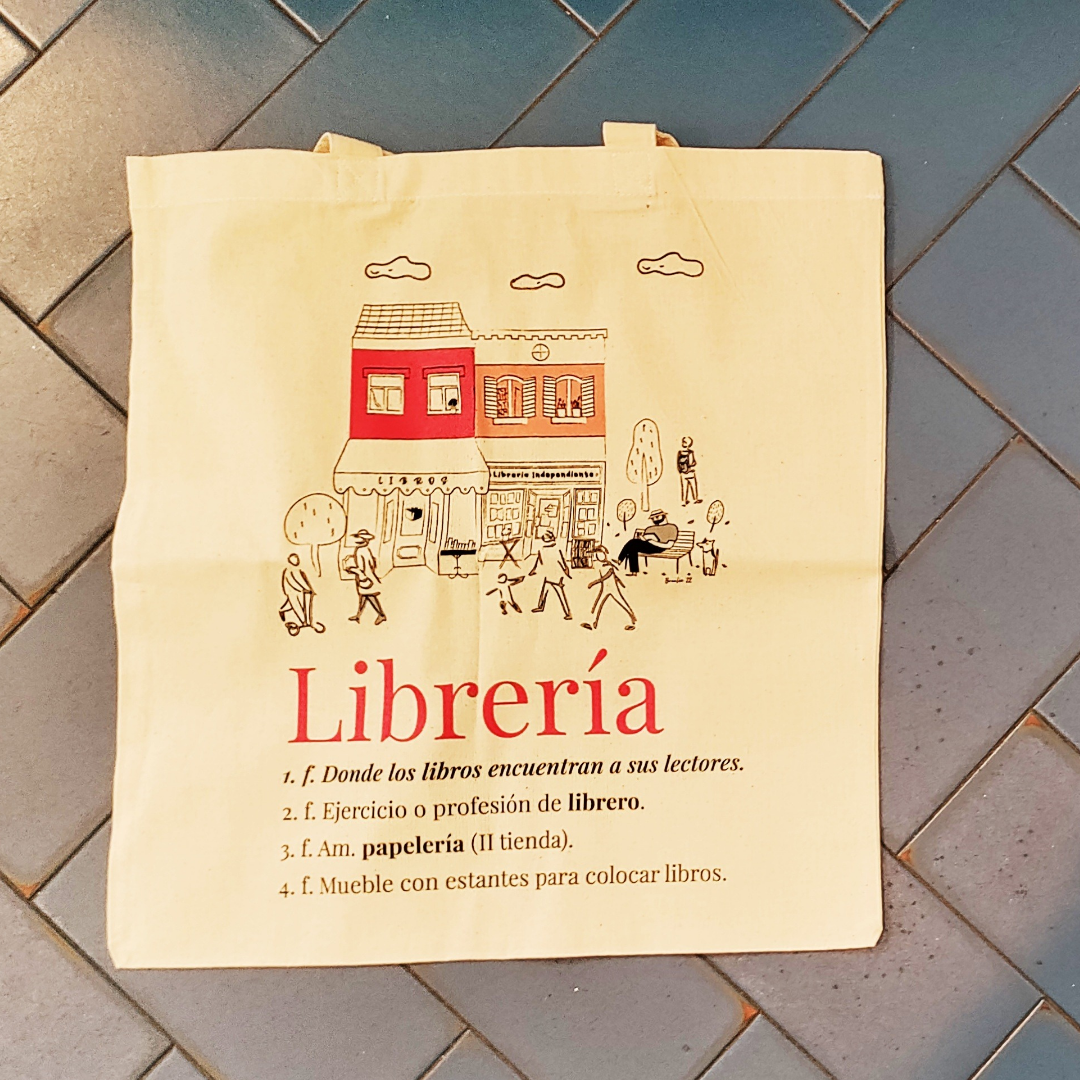 LIBROS
Librería Independiente
Librería
1. f. Donde los libros encuentran a sus lectores.
2. f. Ejercicio o profesión de librero.
3. f. Am. papelería (II tienda).
4. f. Mueble con estantes para colocar libros.